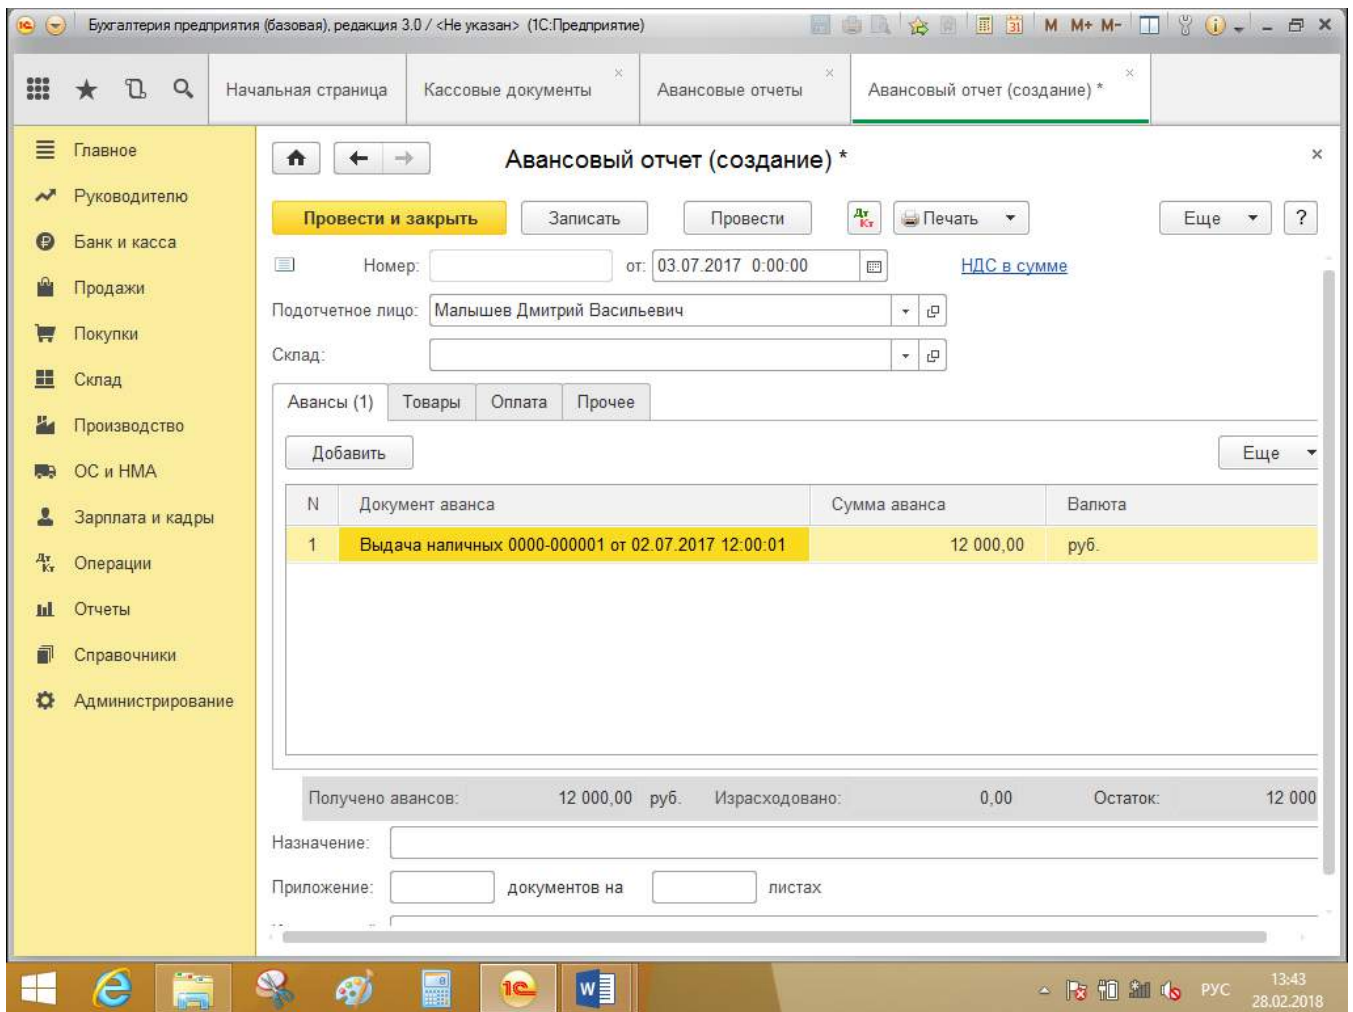 Бухгалтерия предприятия (базовая), редакция 3.0 / <Не указан> (1С:Предприятие)
31 M M+ M-
Начальная страница Кассовые документы Авансовые отчеты Авансовый отчет (создание) *
Главное
Руководителю
Банк и касса
Продажи
Покупки
Склад
Производство
ОС и НМА
Зарплата и кадры
Операции
Отчеты
Справочники
Администрирование
Авансовый отчет (создание) *
Провести и закрыть Записать Провести Дт Кт Печать Еще ?
Номер: от: 03.07.2017 0:00:00 НДС в сумме
Подотчетное лицо: Малышев Дмитрий Васильевич
Склад:
Авансы (1) Товары Оплата Прочее
Добавить Еще
N Документ аванса Сумма аванса Валюта
1 Выдача наличных 0000-000001 от 02.07.2017 12:00:01 12 000,00 руб.
Получено авансов: 12 000,00 руб. Израсходовано: 0,00 Остаток: 12 000
Назначение:
Приложение: документов на листах
РУС 13:43
28.02.2018